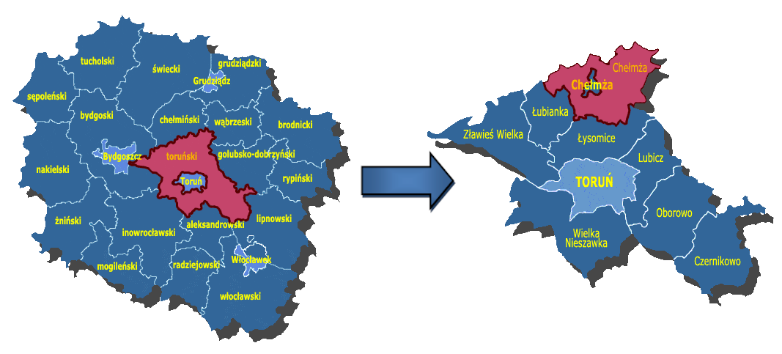 tucholski
świecki
grudziądzki
Grudziądz
sępoleński
bydgoski
chełmiński
wąbrzeski
brodnicki
Bydgoszcz
toruński
golubsko-dobrzyński
nakielski
Toruń
rypiński
żniński
inowrocławski
aleksandrowski
lipnowski
mogileński
radziejowski
Włocławek
włocławski
Chełmża
Chełmża
Łubianka
Zławieś Wielka
Łysomice
Lubicz
TORUŃ
Oborowo
Wielka
Nieszawka
Czernikowo